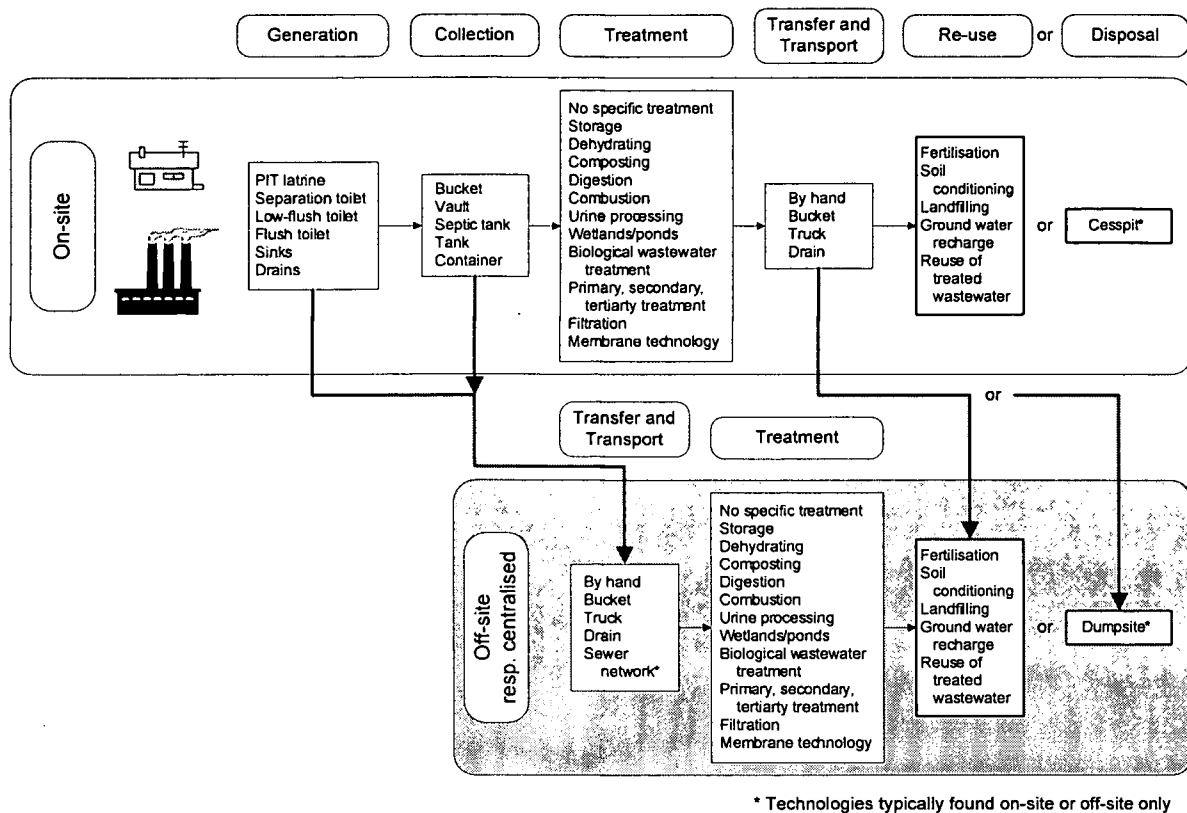 Generation
Collection
Treatment
Transfer and
Transport
Re-use
or
Disposal
On-site
PIT latrine
Separation toilet
Low-flush toilet
Flush toilet
Sinks
Drains
Bucket
Vault
Septic tank
Tank
Container
No specific treatment
Storage
Dehydrating
Composting
Digestion
Combustion
Urine processing
Wetlands/ponds
Biological wastewater
treatment
Primary, secondary,
tertiarty treatment
Filtration
Membrane technology
By hand
Bucket
Truck
Drain
Fertilisation
Soil
conditioning
Landfilling
Ground water
recharge
Reuse of
treated
wastewater
or
Cesspit*
or
Transfer and
Transport
Treatment
Off-site
resp. centralised
By hand
Bucket
Truck
Drain
Sewer
network*
No specific treatment
Storage
Dehydrating
Composting
Digestion
Combustion
Urine processing
Wetlands/ponds
Biological wastewater
treatment
Primary, secondary,
tertiarty treatment
Filtration
Membrane technology
Fertilisation
Soil
conditioning
Landfilling
Ground water
recharge
Reuse of
treated
wastewater
or
Dumpsite*
* Technologies typically found on-site or off-site only